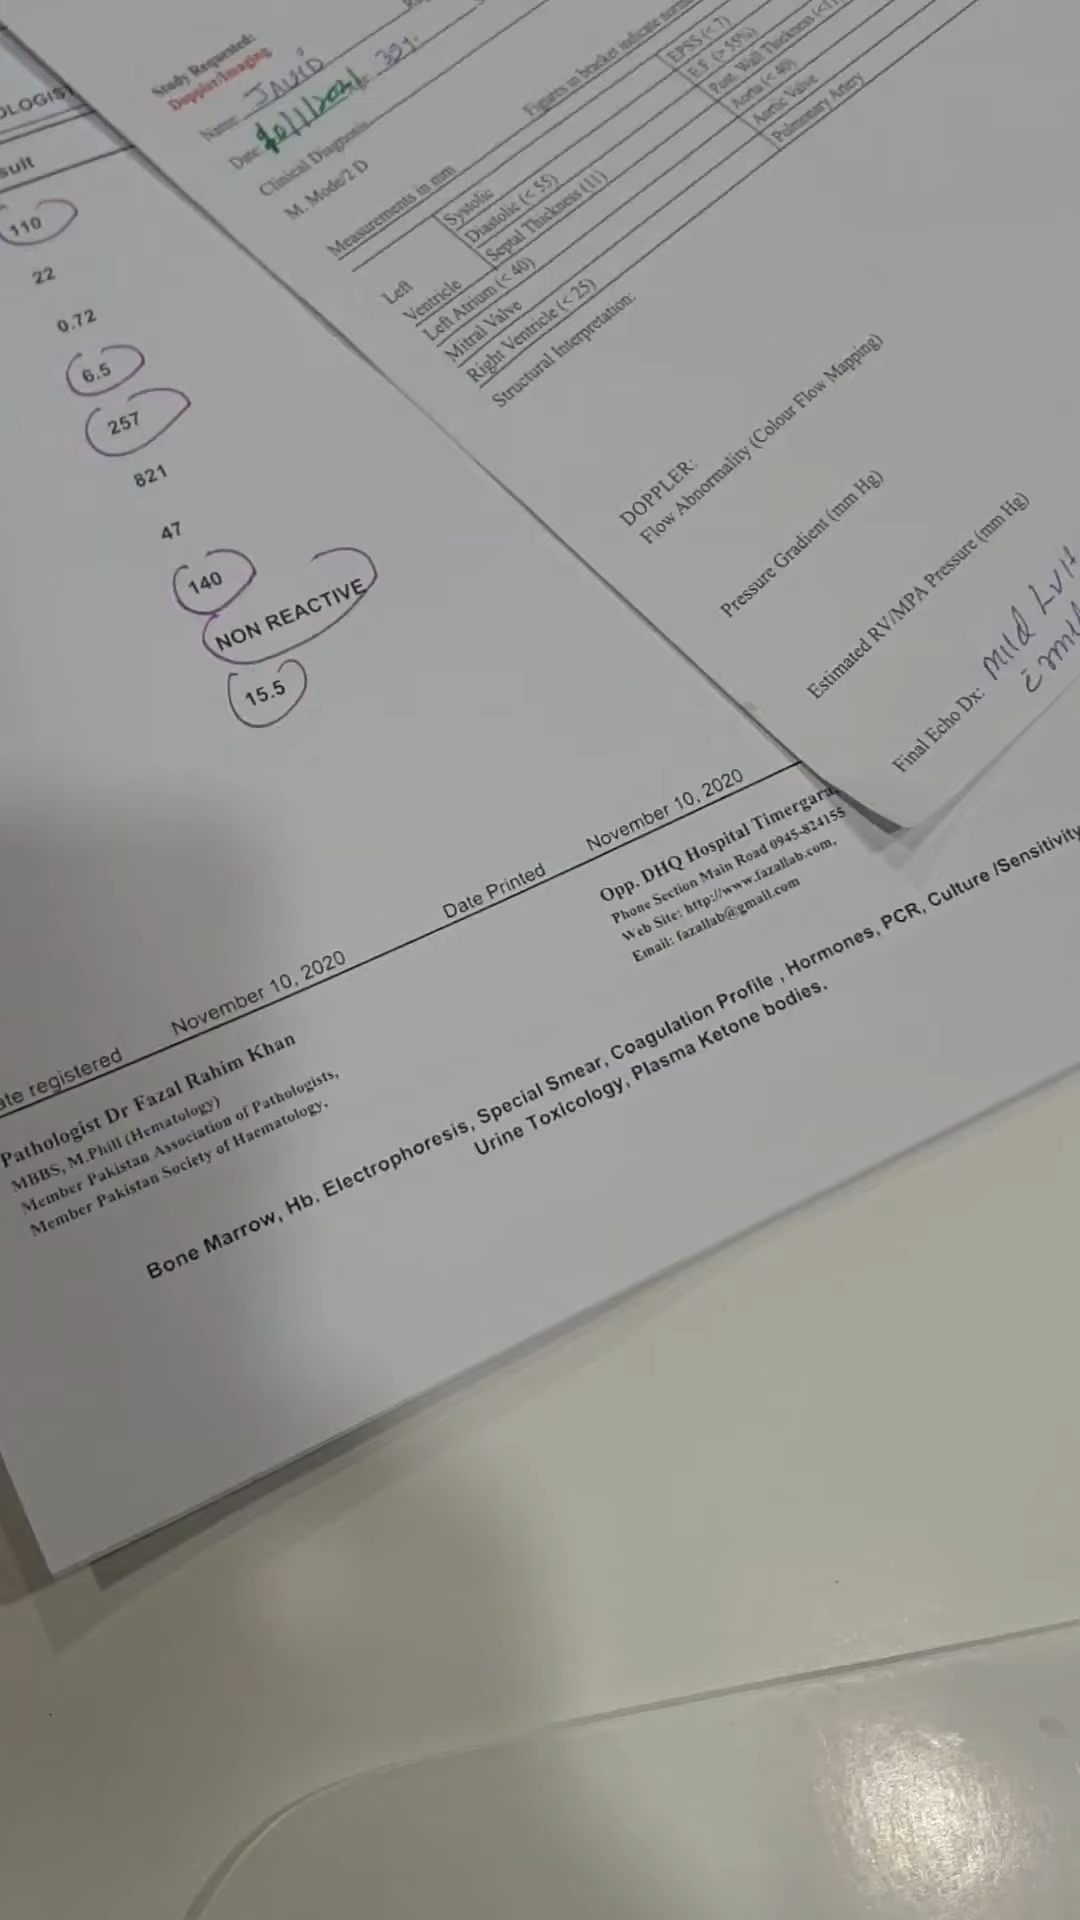 OLOGIST
sult
110
22
0.72
6.5
257
821
47
140
NON REACTIVE
15.5
Study Requested:
Doppler/Imaging
Name JAVID 32y
Date:
Clinical Diagnosis
M. Mode/2 D
Figures in bracket indicate
Measurements in mm
Left
Ventricle
Systolic
Diastolic (< 55)
Septal Thickness (11)
Left Atrium (< 40)
Mitral Valve
Right Ventricle (< 25)
EPSS (< 7)
E.F (> 55%)
Post. Wall Thickness
Aorta (< 40)
Aortic Valve
Pulmonary Artery
Structural Interpretation:
DOPPLER:
Flow Abnormality (Colour Flow Mapping)
Pressure Gradient (mm Hg)
Estimated RV/MPA Pressure (mm Hg)
Final Echo Dx: Mild LVH
ate registered November 10, 2020 Date Printed November 10, 2020
Pathologist Dr Fazal Rahim Khan
MBBS, M.Phill (Hematology)
Member Pakistan Association of Pathologists,
Member Pakistan Society of Haematology,
Opp. DHQ Hospital Timergara
Phone Section Main Road 0945-824155
Web Site: http://www.fazallab.com,
Email: fazallab@gmail.com
Bone Marrow, Hb. Electrophoresis, Special Smear, Coagulation Profile , Hormones, PCR, Culture /Sensitivity
Urine Toxicology, Plasma Ketone bodies.